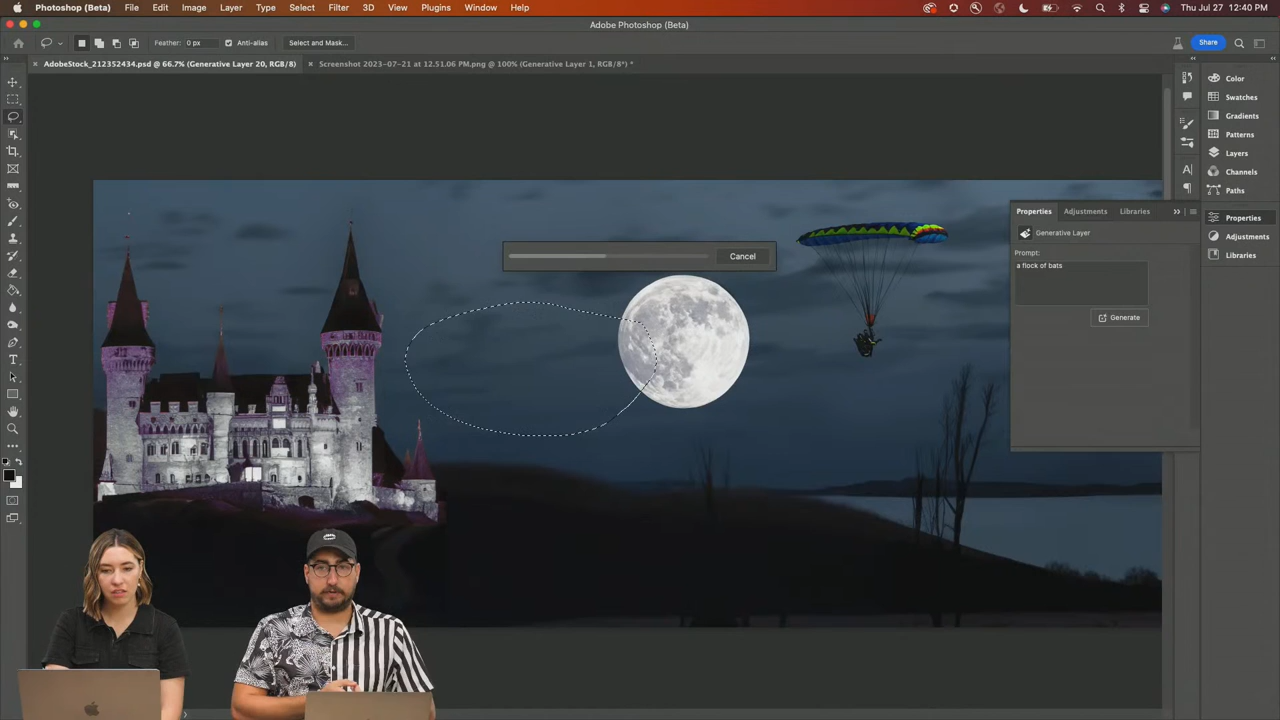 Photoshop (Beta) File Edit Image Layer Type Select Filter 3D View Plugins Window Help Thu Jul 27 12:40 PM
Adobe Photoshop (Beta)
Feather: 0 px Anti-alias Select and Mask... Share
× AdobeStock_212352434.psd @ 66.7% (Generative Layer 20, RGB/8) × Screenshot 2023-07-21 at 12.51.06 PM.png @ 100% (Generative Layer 1, RGB/8*) *
Color
Swatches
Gradients
Patterns
Layers
Channels
Paths
Properties
Adjustments
Libraries
Properties Adjustments Libraries
Generative Layer
Prompt:
a flock of bats
Generate
Cancel